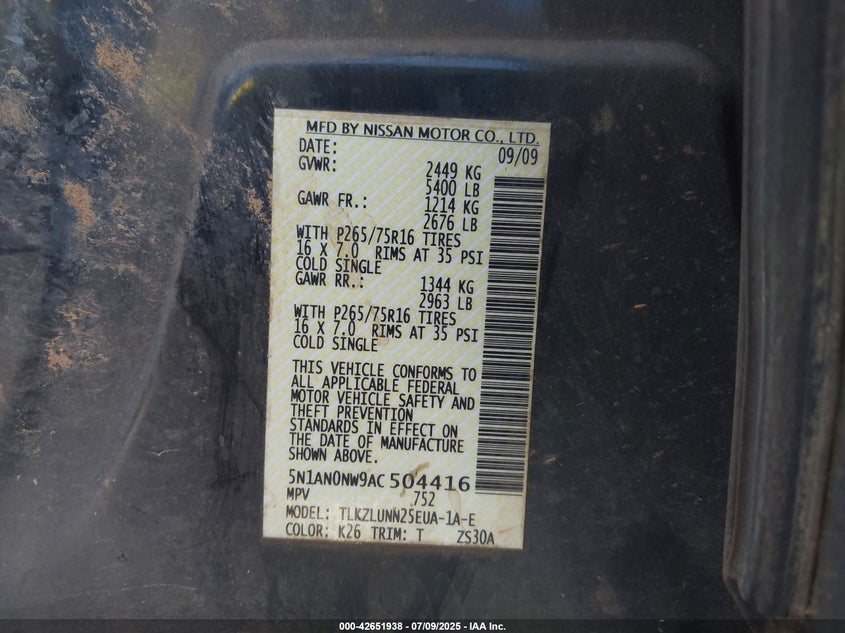 MFD BY NISSAN MOTOR CO., LTD.
DATE: 09/09
GVWR: 2449 KG
5400 LB
GAWR FR.: 1214 KG
2676 LB
WITH P265/75R16 TIRES
16 X 7.0 RIMS AT 35 PSI
COLD SINGLE
GAWR RR.: 1344 KG
2963 LB
WITH P265/75R16 TIRES
16 X 7.0 RIMS AT 35 PSI
COLD SINGLE
THIS VEHICLE CONFORMS TO
ALL APPLICABLE FEDERAL
MOTOR VEHICLE SAFETY AND
THEFT PREVENTION
STANDARDS IN EFFECT ON
THE DATE OF MANUFACTURE
SHOWN ABOVE.
5N1AN0NW9AC504416
MPV 752
MODEL: TLKZLUNN25EUA-1A-E
COLOR: K26 TRIM: T ZS30A
000-42651938 - 07/09/2025 - IAA Inc.